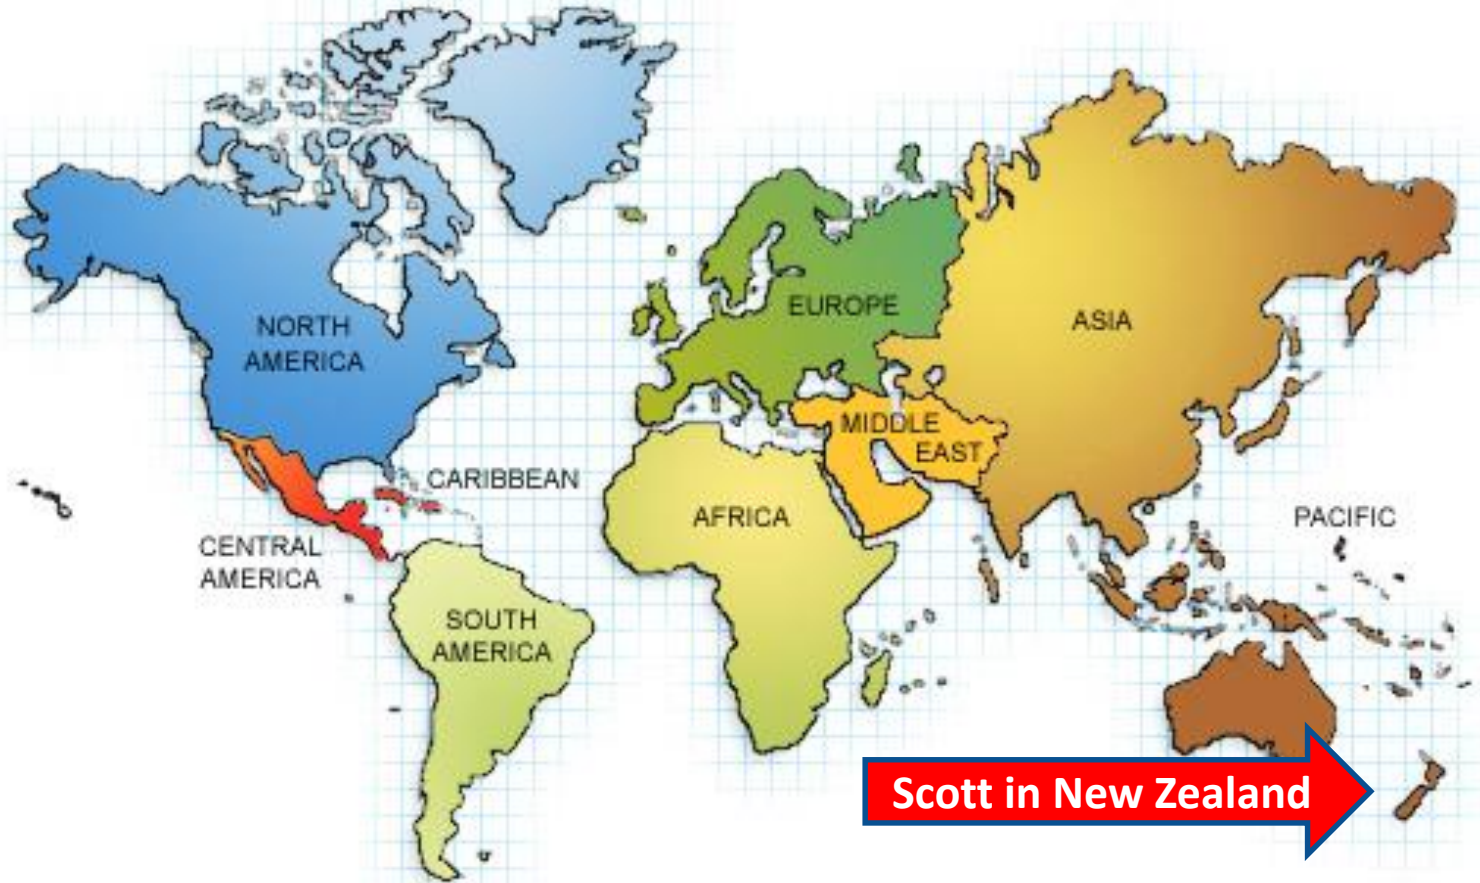 NORTH
AMERICA
EUROPE
ASIA
MIDDLE
EAST
CARIBBEAN
AFRICA
PACIFIC
CENTRAL
AMERICA
SOUTH
AMERICA
Scott in New Zealand